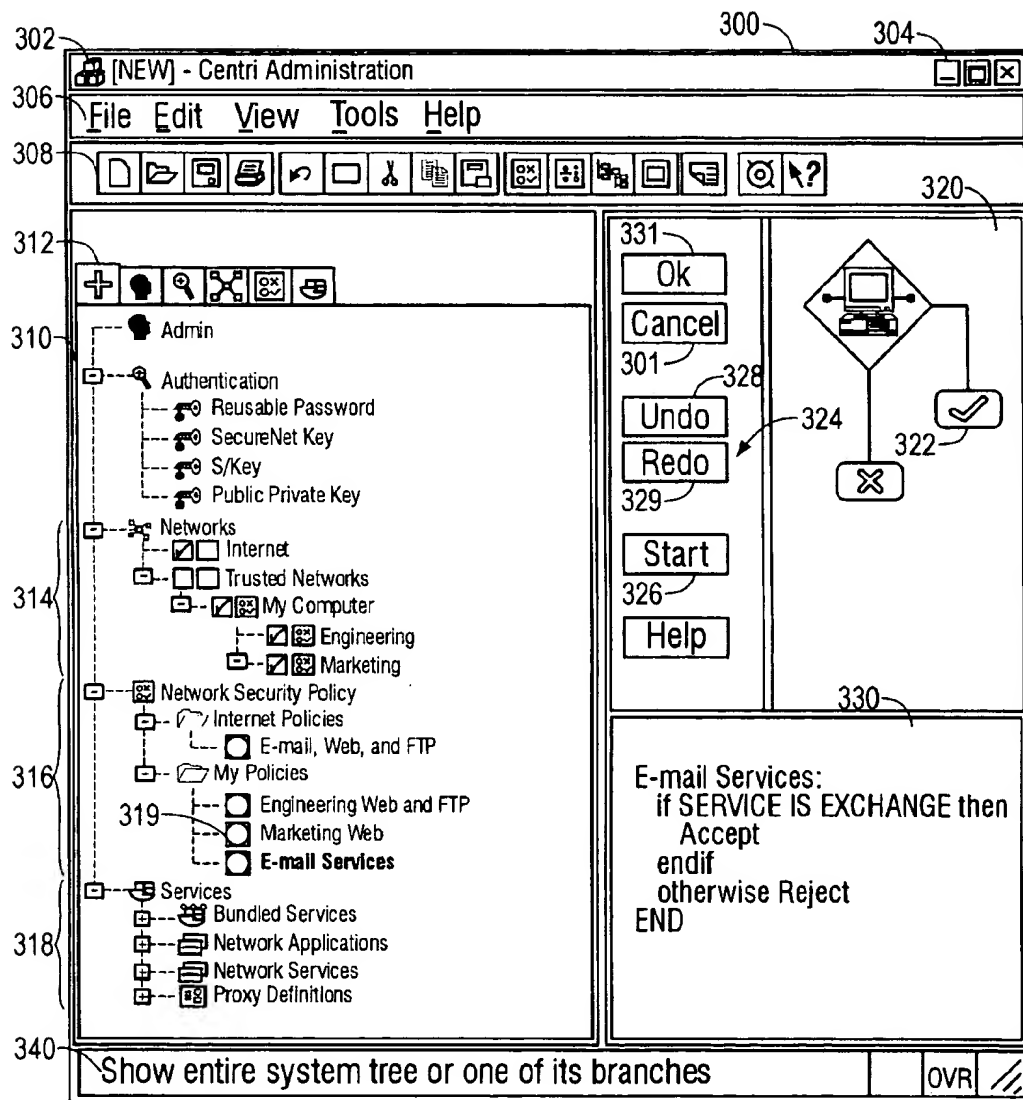 300
302
304
[NEW] - Centri Administration
306
File Edit View Tools Help
308
?
312
320
331
Ok
Cancel
301
310
Admin
Authentication
Reusable Password
SecureNet Key
S/Key
Public Private Key
328
Undo
324
Redo
329
322
Networks
Internet
Trusted Networks
My Computer
Engineering
Marketing
314
Start
326
Help
Network Security Policy
Internet Policies
E-mail, Web, and FTP
My Policies
316
Engineering Web and FTP
319
Marketing Web
E-mail Services
330
E-mail Services:
if SERVICE IS EXCHANGE then
Accept
endif
otherwise Reject
END
Services
Bundled Services
318
Network Applications
Network Services
Proxy Definitions
340
Show entire system tree or one of its branches
OVR